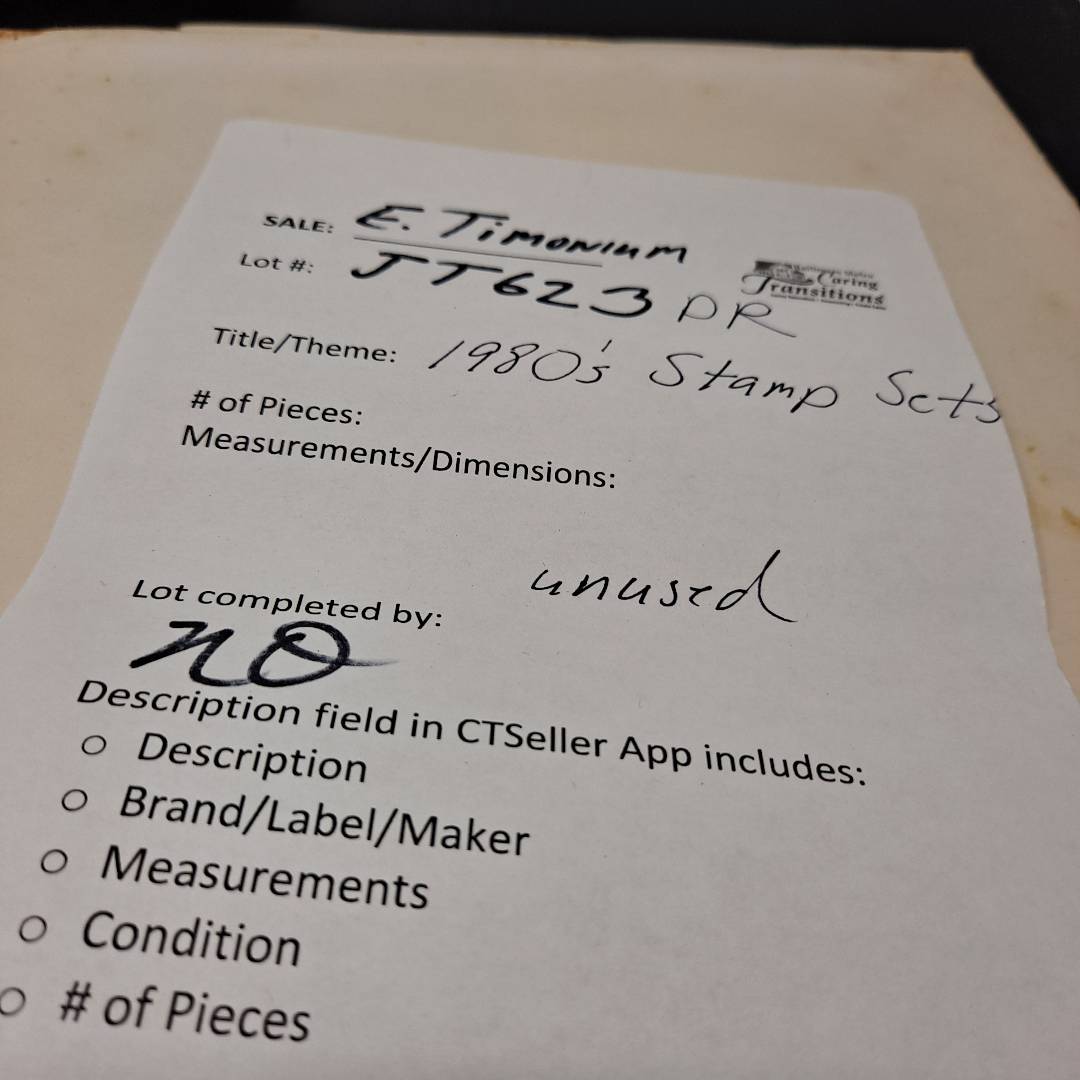 SALE: E. Timonium
Lot #: JT623 DR
Caring
Transitions
Title/Theme: 1980's Stamp Sets
# of Pieces:
Measurements/Dimensions:
unused
Lot completed by:
NO
Description field in CTSeller App includes:
o Description
o Brand/Label/Maker
o Measurements
o Condition
o # of Pieces